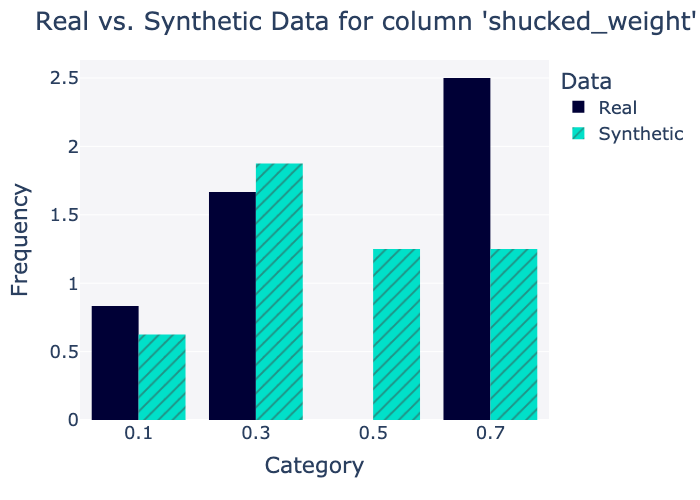 Real vs. Synthetic Data for column 'shucked_weight'
2.5
2
1.5
1
0.5
0
Frequency
0.1
0.3
0.5
0.7
Category
Data
Real
Synthetic